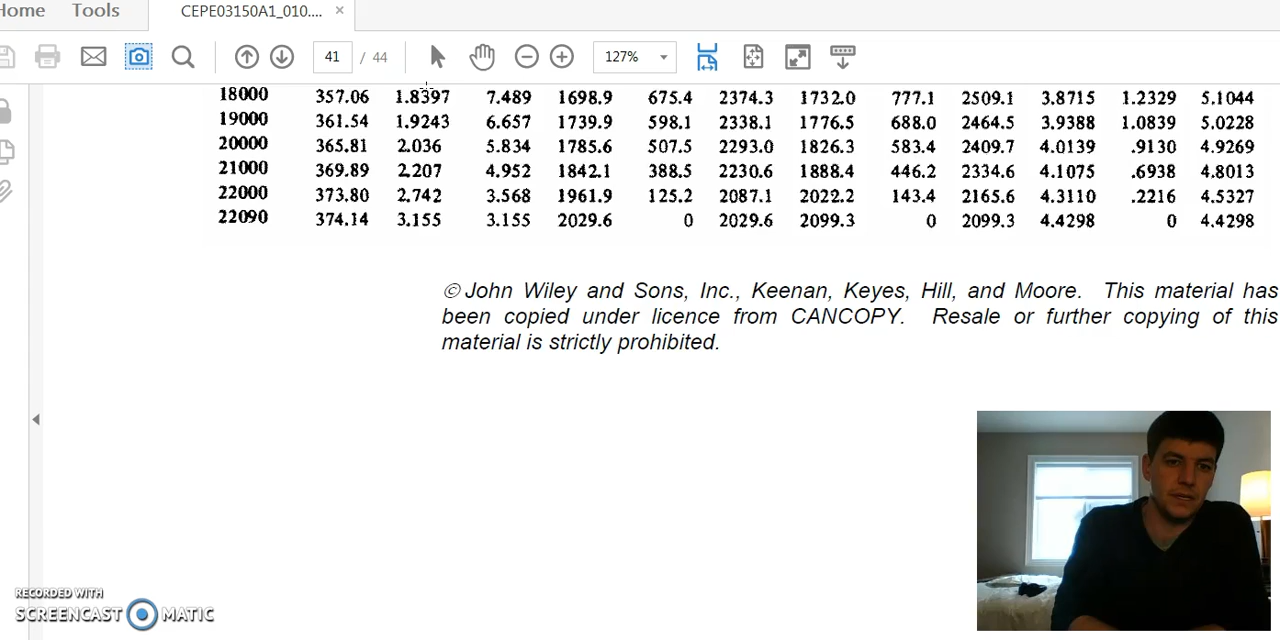 Home Tools CEPE03150A1_010.... ×
41 / 44 127%
18000 357.06 1.8397 7.489 1698.9 675.4 2374.3 1732.0 777.1 2509.1 3.8715 1.2329 5.1044
19000 361.54 1.9243 6.657 1739.9 598.1 2338.1 1776.5 688.0 2464.5 3.9388 1.0839 5.0228
20000 365.81 2.036 5.834 1785.6 507.5 2293.0 1826.3 583.4 2409.7 4.0139 .9130 4.9269
21000 369.89 2.207 4.952 1842.1 388.5 2230.6 1888.4 446.2 2334.6 4.1075 .6938 4.8013
22000 373.80 2.742 3.568 1961.9 125.2 2087.1 2022.2 143.4 2165.6 4.3110 .2216 4.5327
22090 374.14 3.155 3.155 2029.6 0 2029.6 2099.3 0 2099.3 4.4298 0 4.4298
© John Wiley and Sons, Inc., Keenan, Keyes, Hill, and Moore. This material has
been copied under licence from CANCOPY. Resale or further copying of this
material is strictly prohibited.
RECORDED WITH
SCREENCAST MATIC